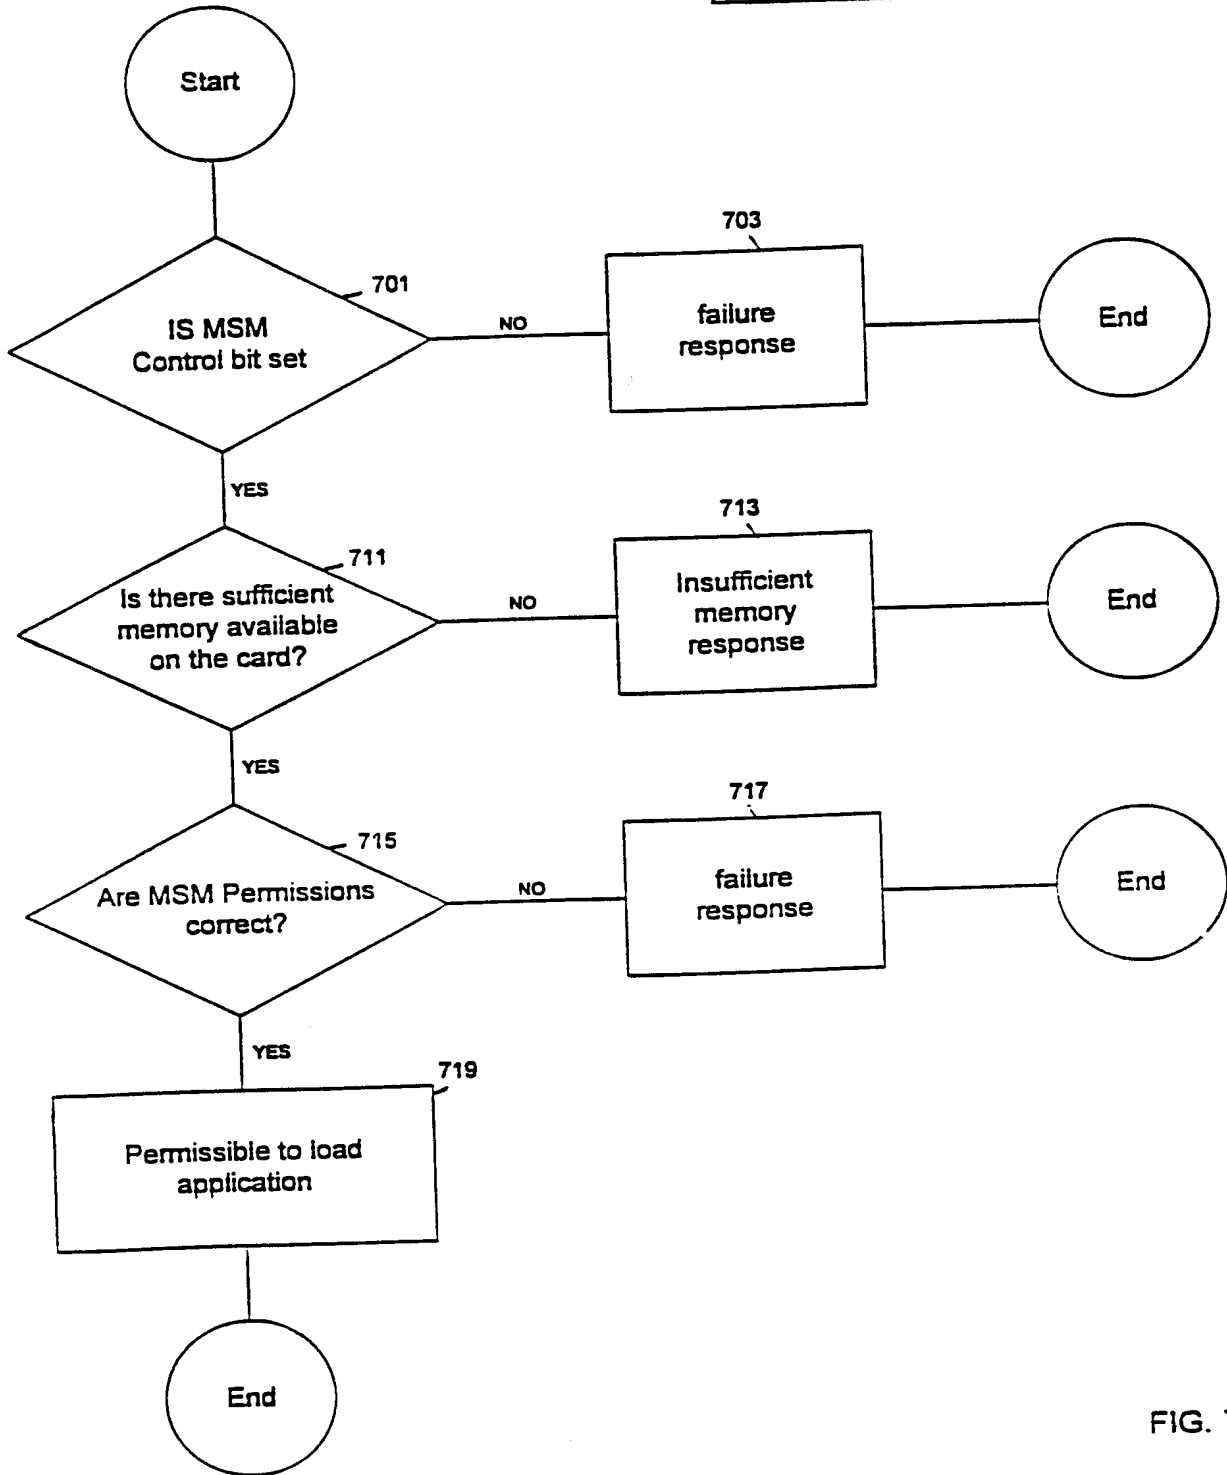 Start
701
IS MSM
Control bit set
NO
703
failure
response
End
YES
711
Is there sufficient
memory available
on the card?
NO
713
Insufficient
memory
response
End
YES
715
Are MSM Permissions
correct?
NO
717
failure
response
End
YES
719
Permissible to load
application
End
FIG.